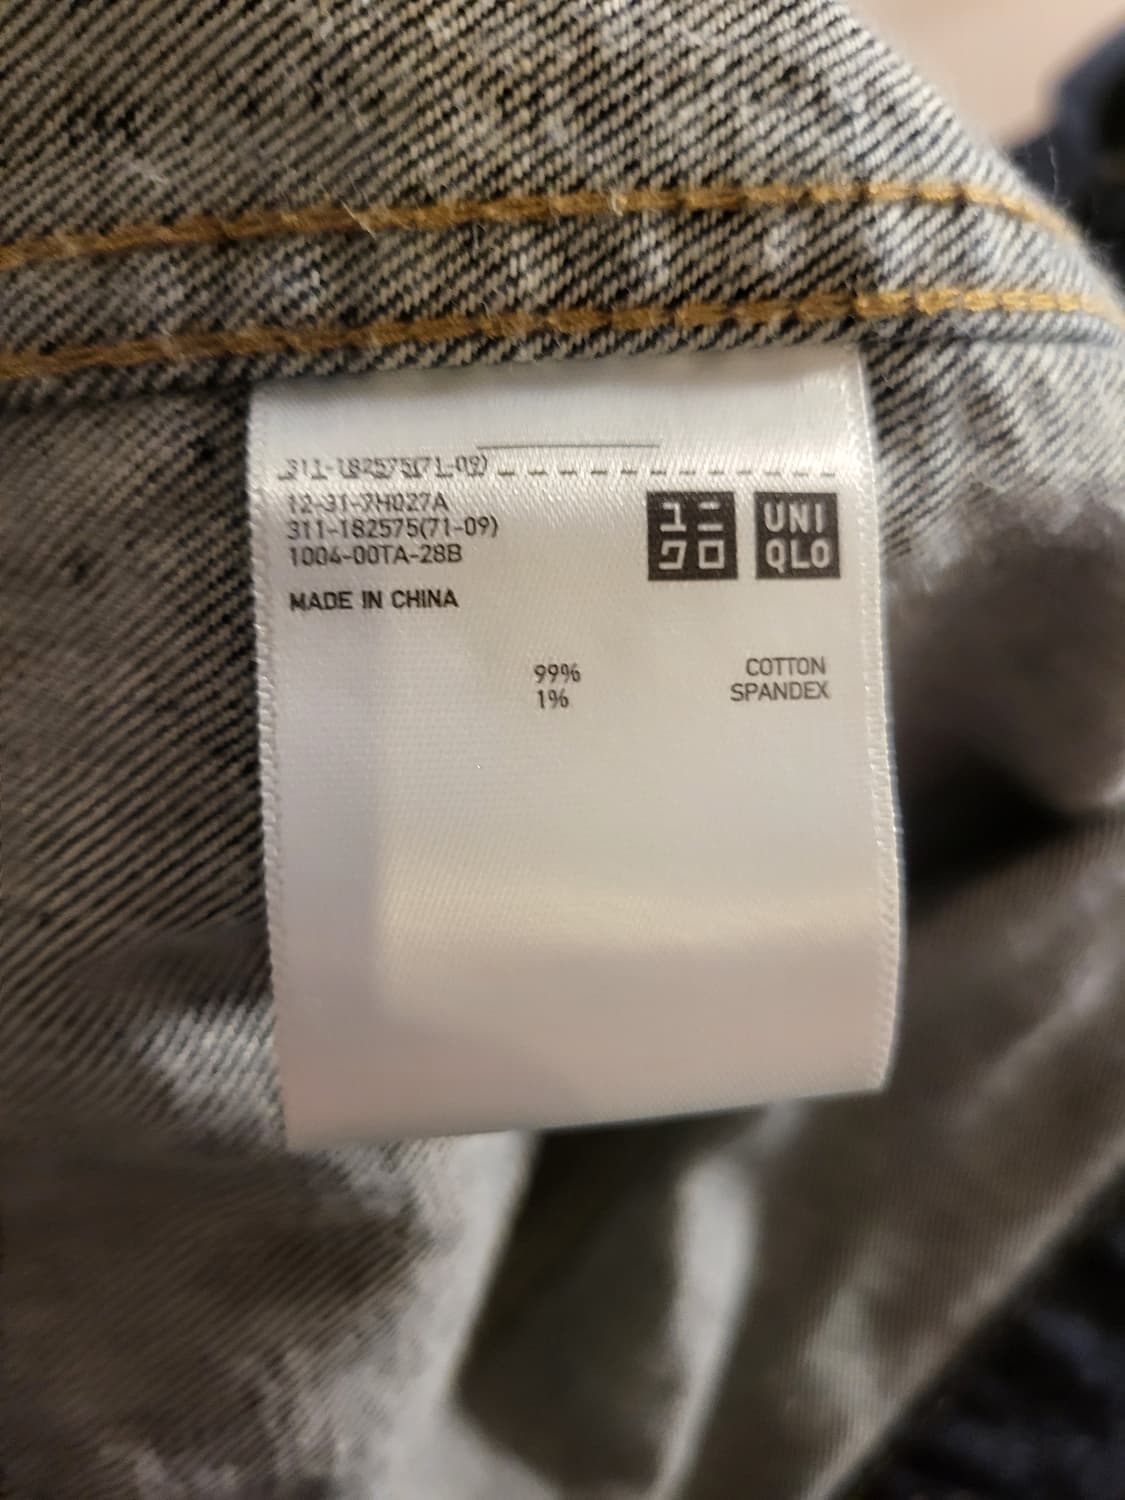 311-182575(71-09)
12-31-7H027A
311-182575(71-09)
1004-00TA-28B
MADE IN CHINA
ユニ
クロ
UNI
QLO
99% COTTON
1% SPANDEX